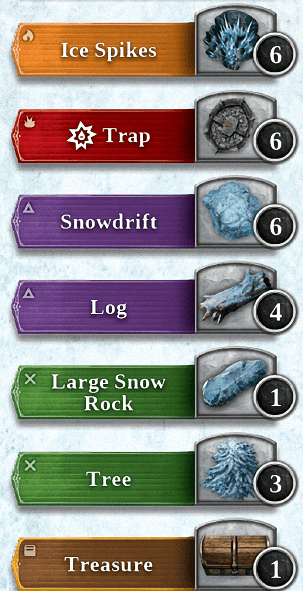 Ice Spikes
6
Trap
6
Snowdrift
6
Log
4
Large Snow
Rock
1
Tree
3
Treasure
1